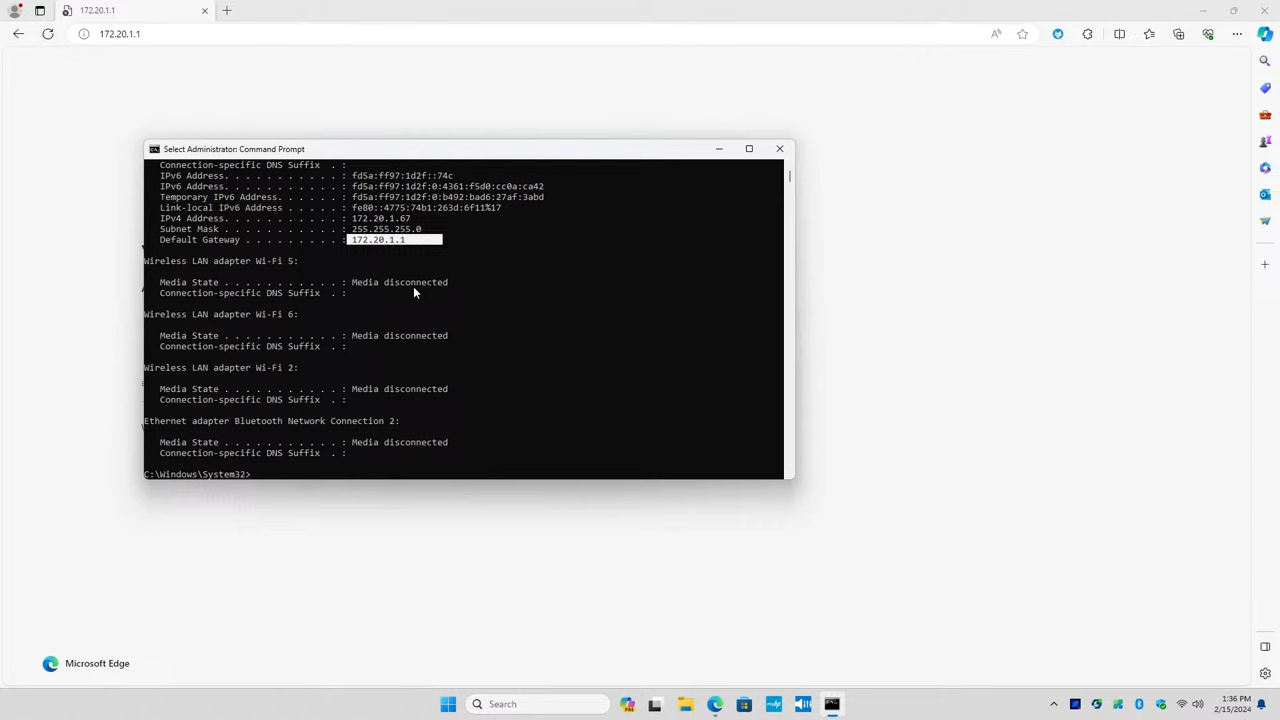 172.20.1.1
172.20.1.1
Select Administrator: Command Prompt
Connection-specific DNS Suffix . :
IPv6 Address. . . . . . . . . . . : fd5a:ff97:1d2f::74c
IPv6 Address. . . . . . . . . . . : fd5a:ff97:1d2f:0:4361:f5d0:cc0a:ca42
Temporary IPv6 Address. . . . . . : fd5a:ff97:1d2f:0:b492:bad6:27af:3abd
Link-local IPv6 Address . . . . . : fe80::4775:74b1:263d:6f11%17
IPv4 Address. . . . . . . . . . . : 172.20.1.67
Subnet Mask . . . . . . . . . . . : 255.255.255.0
Default Gateway . . . . . . . . . : 172.20.1.1
Wireless LAN adapter Wi-Fi 5:
Media State . . . . . . . . . . . : Media disconnected
Connection-specific DNS Suffix . :
Wireless LAN adapter Wi-Fi 6:
Media State . . . . . . . . . . . : Media disconnected
Connection-specific DNS Suffix . :
Wireless LAN adapter Wi-Fi 2:
Media State . . . . . . . . . . . : Media disconnected
Connection-specific DNS Suffix . :
Ethernet adapter Bluetooth Network Connection 2:
Media State . . . . . . . . . . . : Media disconnected
Connection-specific DNS Suffix . :
C:\Windows\System32>
Microsoft Edge
Search
1:36 PM
2/15/2024